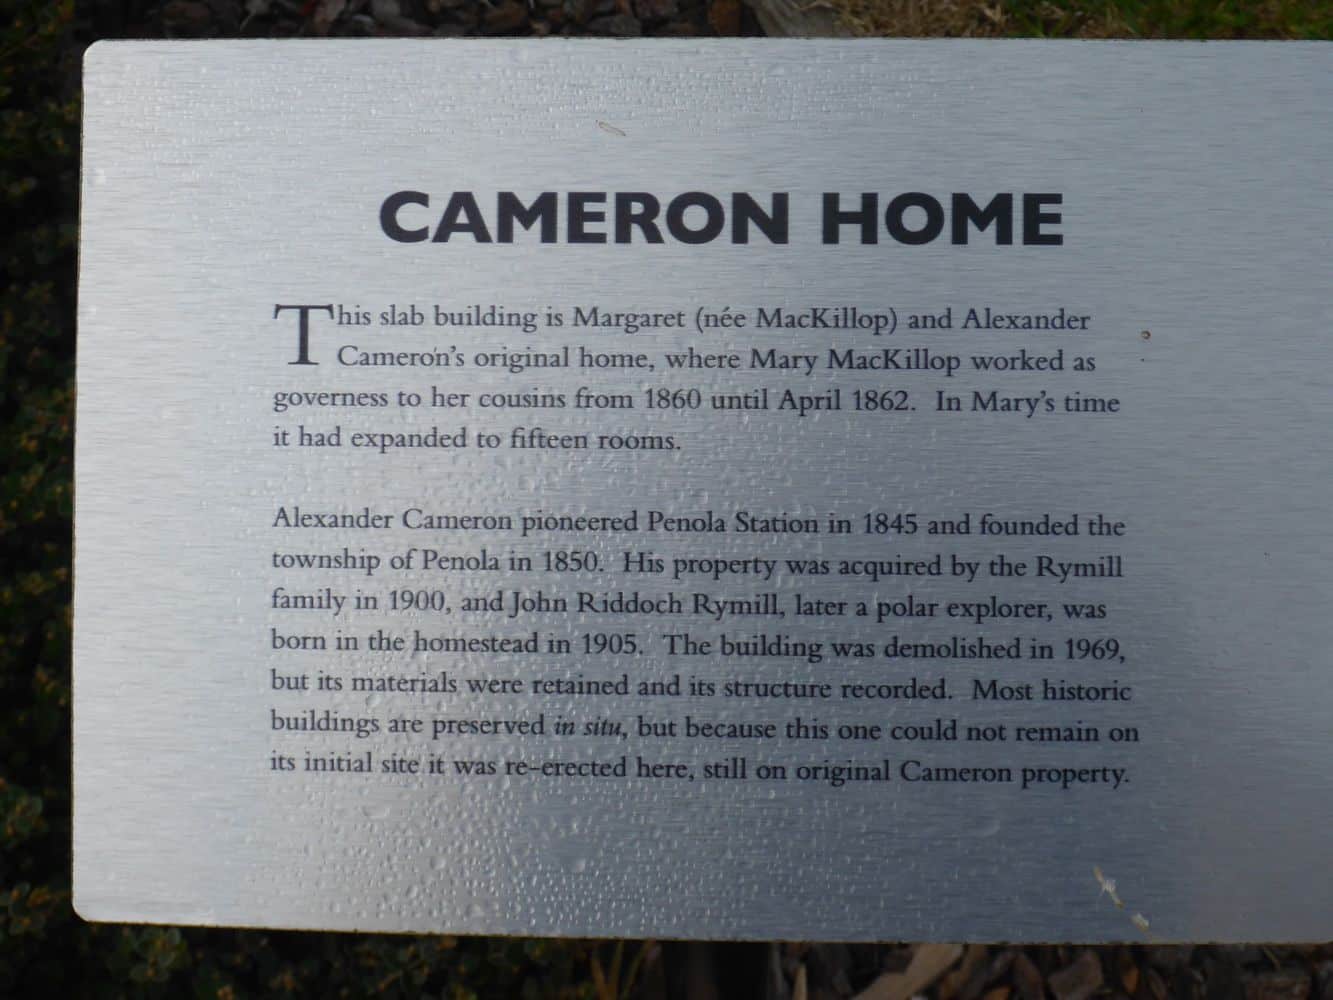 CAMERON HOME
This slab building is Margaret (née MacKillop) and Alexander
Cameron's original home, where Mary MacKillop worked as
governess to her cousins from 1860 until April 1862. In Mary's time
it had expanded to fifteen rooms.
Alexander Cameron pioneered Penola Station in 1845 and founded the
township of Penola in 1850. His property was acquired by the Rymill
family in 1900, and John Riddoch Rymill, later a polar explorer, was
born in the homestead in 1905. The building was demolished in 1969,
but its materials were retained and its structure recorded. Most historic
buildings are preserved in situ, but because this one could not remain on
its initial site it was re-erected here, still on original Cameron property.